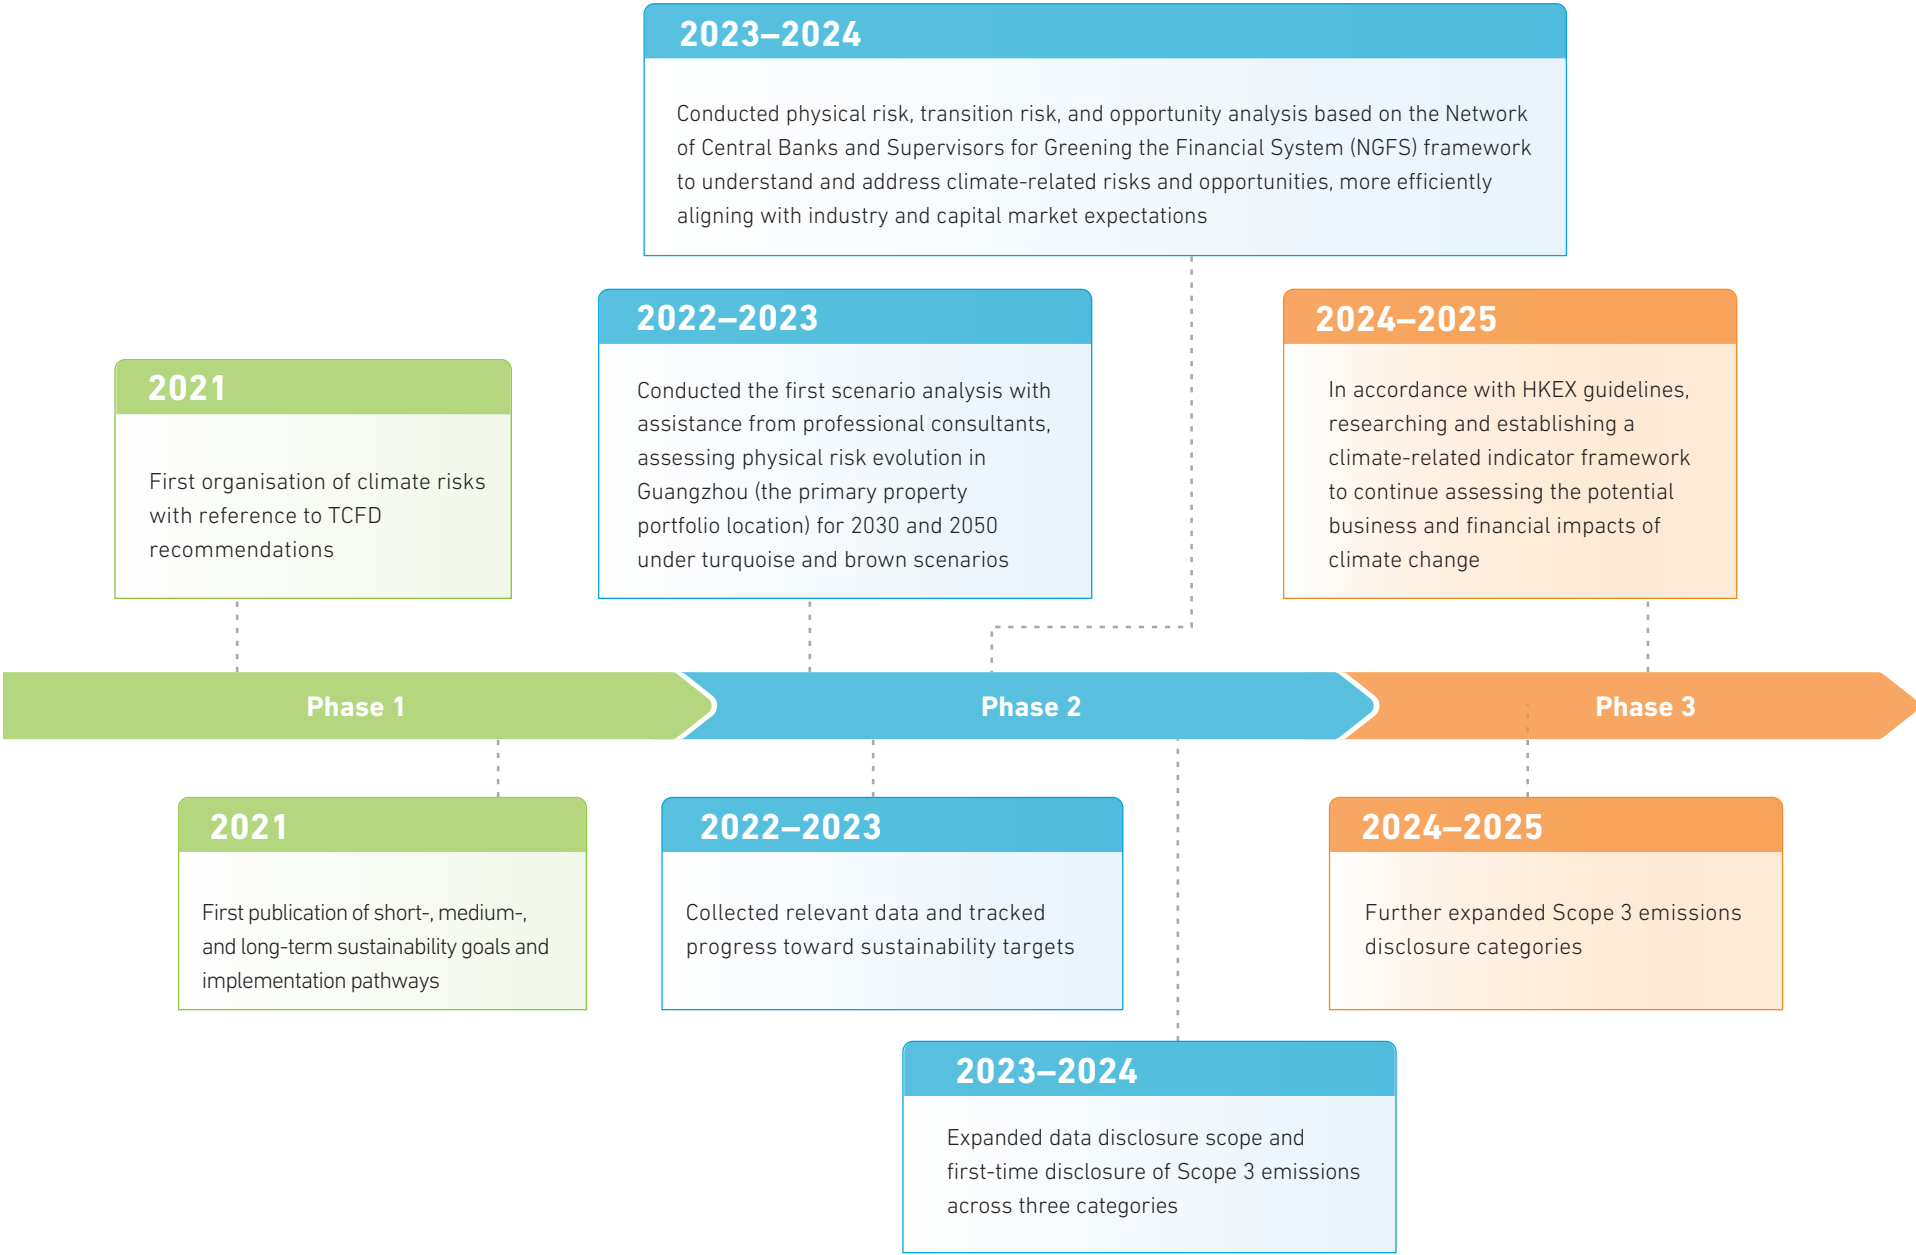 2023–2024
Conducted physical risk, transition risk, and opportunity analysis based on the Network
of Central Banks and Supervisors for Greening the Financial System (NGFS) framework
to understand and address climate-related risks and opportunities, more efficiently
aligning with industry and capital market expectations
2021
First organisation of climate risks
with reference to TCFD
recommendations
2022–2023
Conducted the first scenario analysis with
assistance from professional consultants,
assessing physical risk evolution in
Guangzhou (the primary property
portfolio location) for 2030 and 2050
under turquoise and brown scenarios
2024–2025
In accordance with HKEX guidelines,
researching and establishing a
climate-related indicator framework
to continue assessing the potential
business and financial impacts of
climate change
Phase 1
Phase 2
Phase 3
2021
First publication of short-, medium-,
and long-term sustainability goals and
implementation pathways
2022–2023
Collected relevant data and tracked
progress toward sustainability targets
2024–2025
Further expanded Scope 3 emissions
disclosure categories
2023–2024
Expanded data disclosure scope and
first-time disclosure of Scope 3 emissions
across three categories